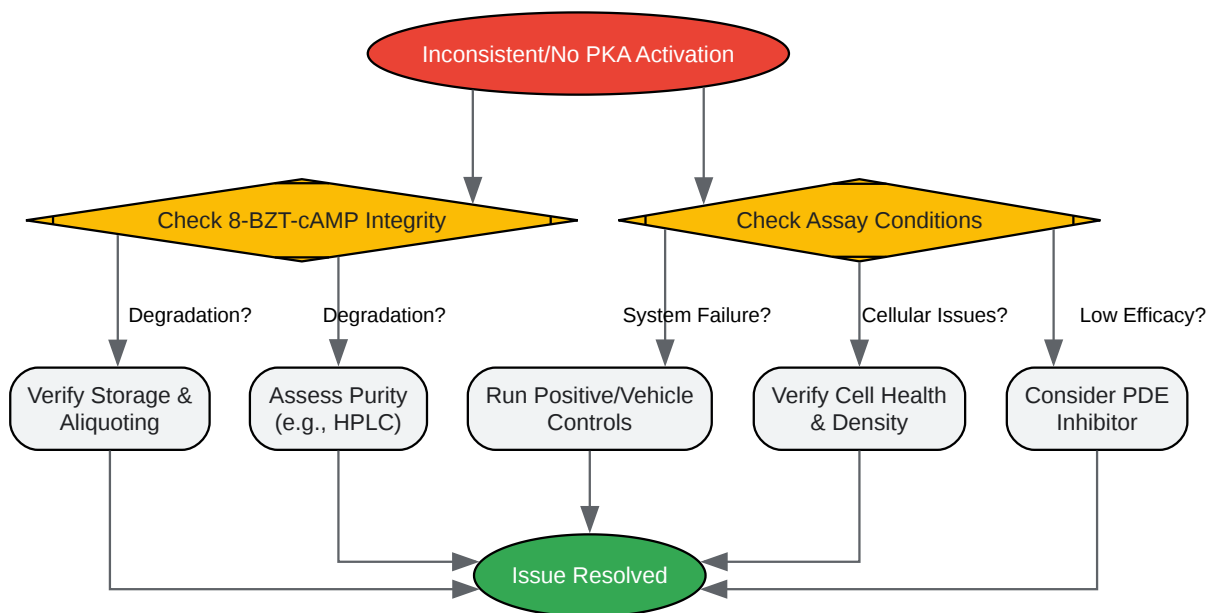 Inconsistent/No PKA Activation
Check 8-BZT-cAMP Integrity
Check Assay Conditions
Degradation?
Degradation?
System Failure?
Cellular Issues?
Low Efficacy?
Verify Storage &
Aliquoting
Assess Purity
(e.g., HPLC)
Run Positive/Vehicle
Controls
Verify Cell Health
& Density
Consider PDE
Inhibitor
Issue Resolved